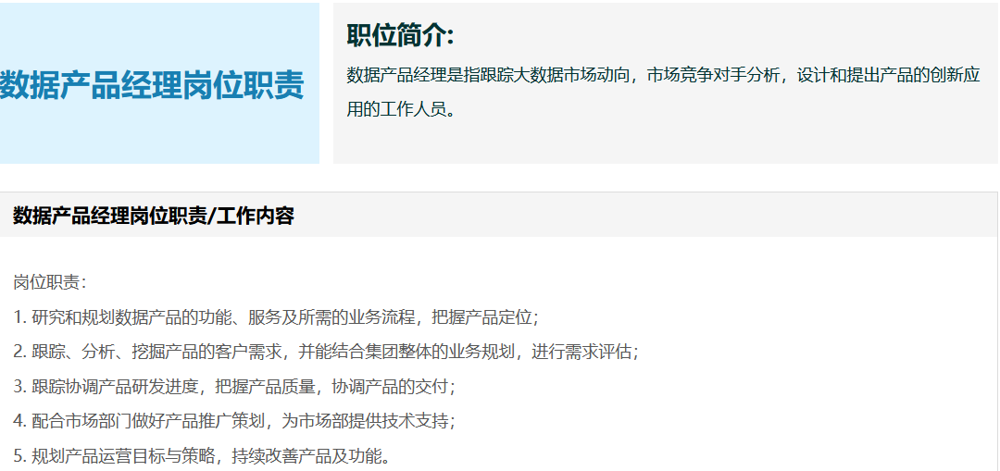 数据产品经理岗位职责
职位简介:
数据产品经理是指跟踪大数据市场动向，市场竞争对手分析，设计和提出产品的创新应
用的工作人员。
数据产品经理岗位职责/工作内容
岗位职责：
1. 研究和规划数据产品的功能、服务及所需的业务流程，把握产品定位；
2. 跟踪、分析、挖掘产品的客户需求，并能结合集团整体的业务规划，进行需求评估；
3. 跟踪协调产品研发进度，把握产品质量，协调产品的交付；
4. 配合市场部门做好产品推广策划，为市场部提供技术支持；
5. 规划产品运营目标与策略，持续改善产品及功能。